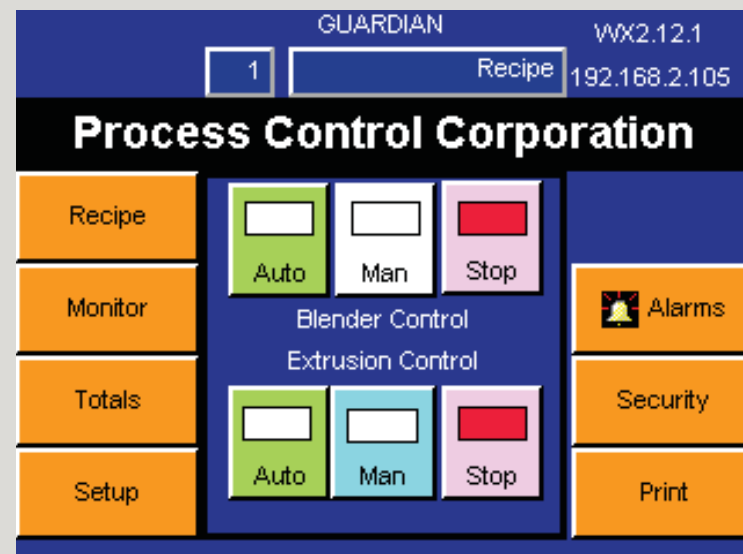 GUARDIAN
WX2.12.1
1
Recipe
192.168.2.105
Process Control Corporation
Recipe
Auto
Man
Stop
Monitor
Blender Control
Alarms
Extrusion Control
Totals
Security
Auto
Man
Stop
Setup
Print